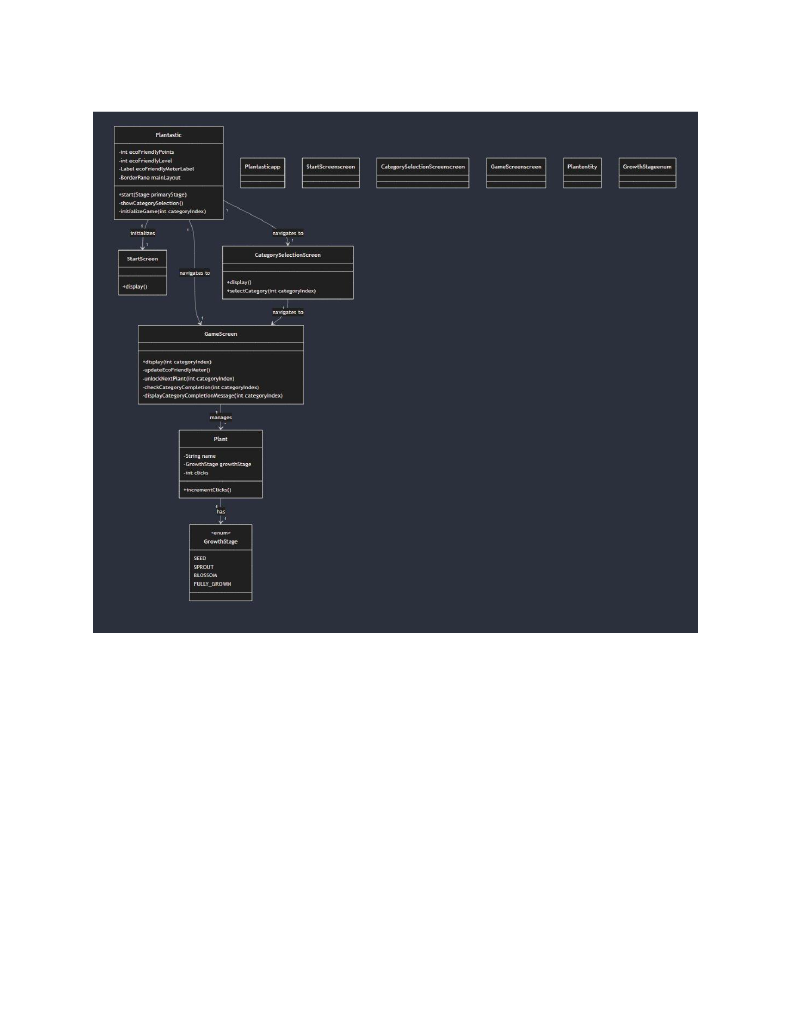 Plantastic
-int ecoFriendlyPoints
-int ecoFriendlyLevel
-Label ecoFriendlyMeterLabel
-BorderPane mainLayout
+start(Stage primaryStage)
-showCategorySelection()
-initializeGame(int categoryIndex)
Plantasticapp
StartScreenscreen
CategorySelectionScreenscreen
GameScreenscreen
Plantentity
GrowthStageenum
initializes
navigates to
navigates to
StartScreen
+display()
CategorySelectionScreen
+display()
+selectCategory(int categoryIndex)
navigates to
GameScreen
+display(int categoryIndex)
-updateEcoFriendlyMeter()
-unlockNextPlant(int categoryIndex)
-checkCategoryCompletion(int categoryIndex)
-displayCategoryCompletionMessage(int categoryIndex)
manages
Plant
-String name
-GrowthStage growthStage
-int clicks
+incrementClicks()
has
«enum»
GrowthStage
SEED
SPROUT
BLOSSOM
FULLY_GROWN